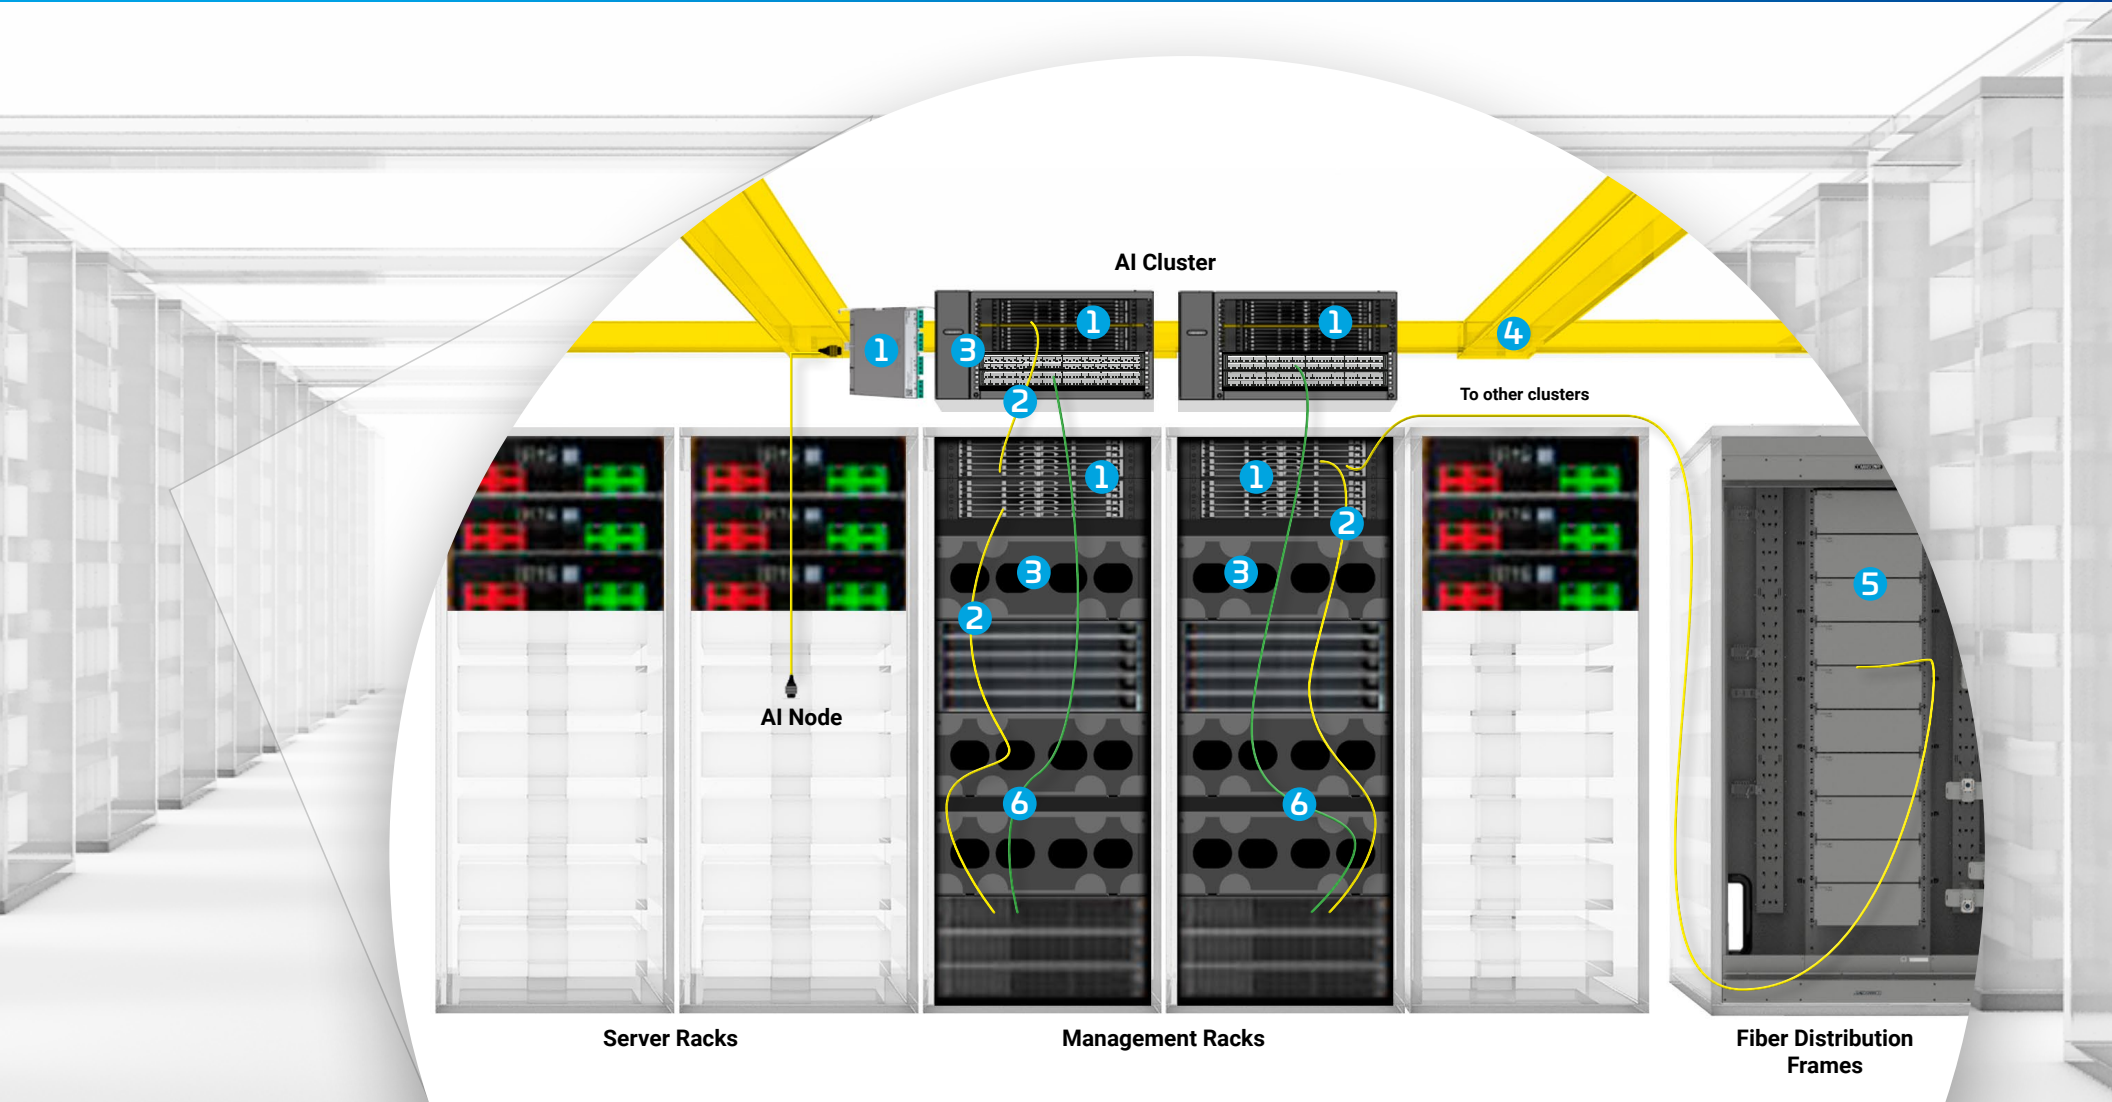 AI Cluster
1
1
4
1
3
2
To other clusters
1
1
2
3
3
5
2
AI Node
6
6
Server Racks
Management Racks
Fiber Distribution
Frames